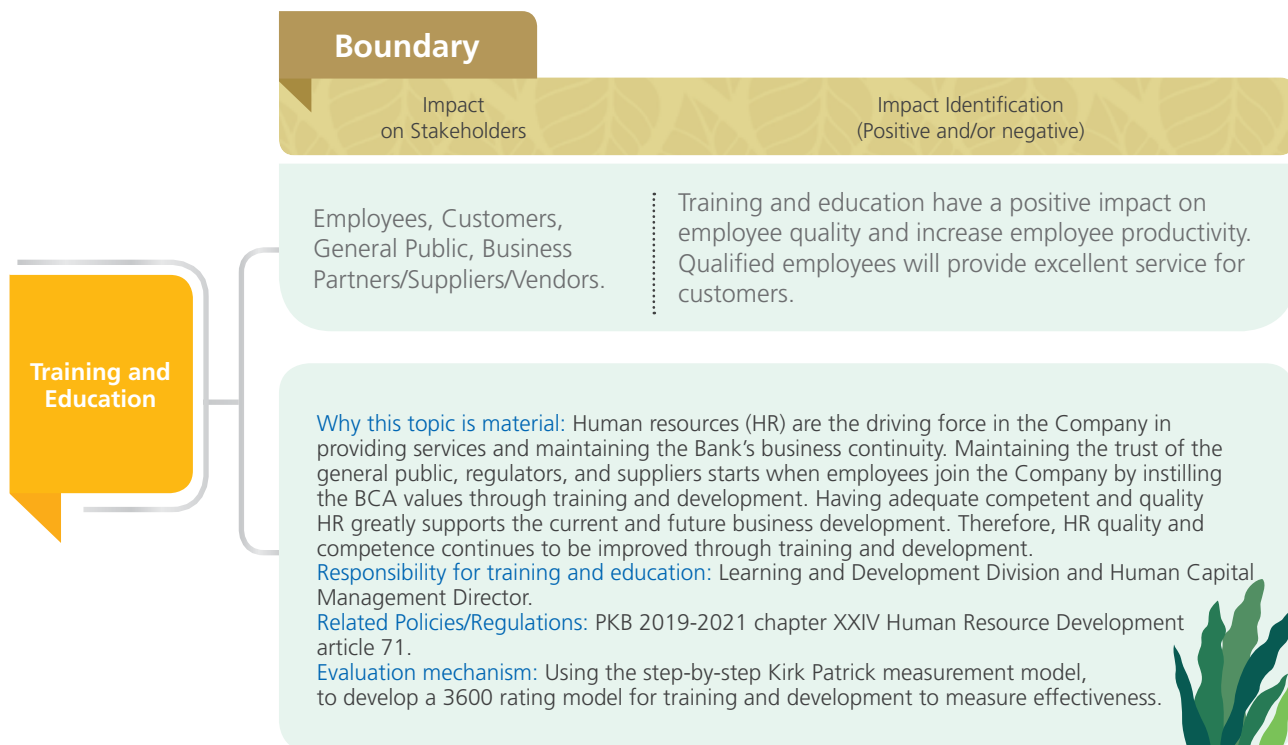 Boundary
Impact
on Stakeholders
Impact Identification
(Positive and/or negative)
Employees, Customers,
General Public, Business
Partners/Suppliers/Vendors.
Training and education have a positive impact on
employee quality and increase employee productivity.
Qualified employees will provide excellent service for
customers.
Training and
Education
Why this topic is material: Human resources (HR) are the driving force in the Company in
providing services and maintaining the Bank’s business continuity. Maintaining the trust of the
general public, regulators, and suppliers starts when employees join the Company by instilling
the BCA values through training and development. Having adequate competent and quality
HR greatly supports the current and future business development. Therefore, HR quality and
competence continues to be improved through training and development.
Responsibility for training and education: Learning and Development Division and Human Capital
Management Director.
Related Policies/Regulations: PKB 2019-2021 chapter XXIV Human Resource Development
article 71.
Evaluation mechanism: Using the step-by-step Kirk Patrick measurement model,
to develop a 3600 rating model for training and development to measure effectiveness.